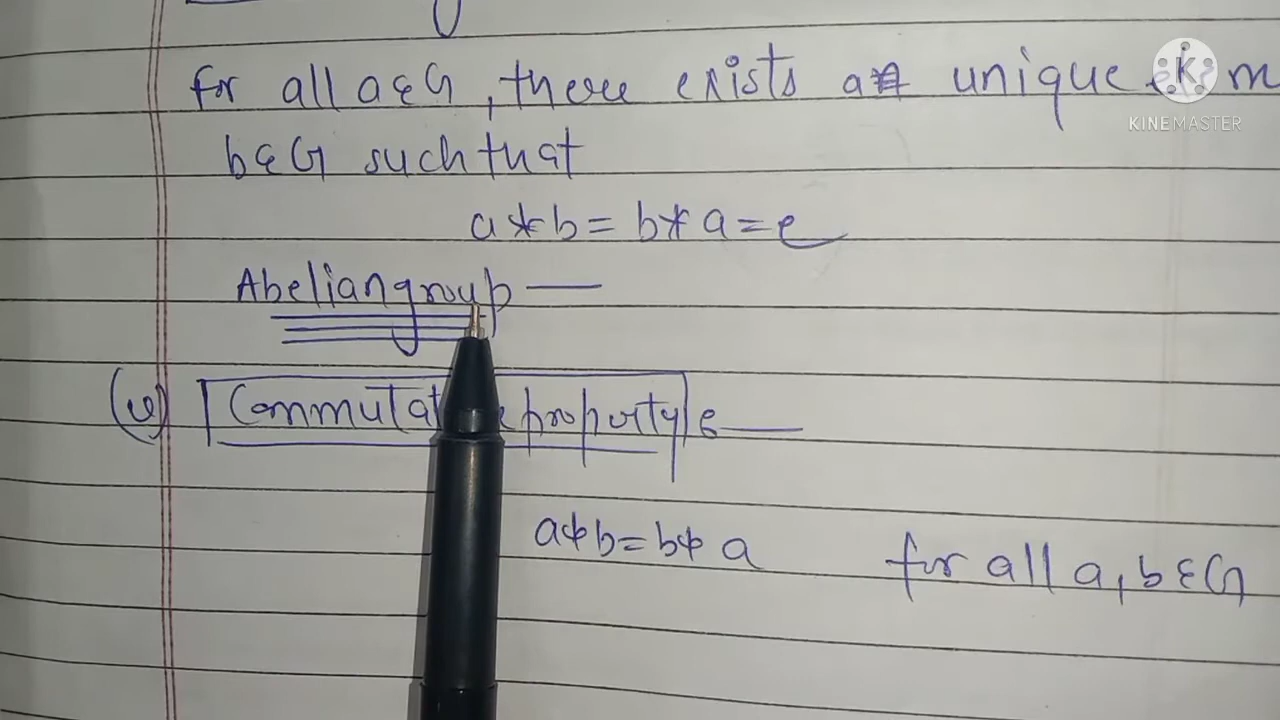 for all a ∈ G, there exists a unique
b ∈ G such that
a * b = b * a = e
Abelian group —
(v) Commutat property :—
a * b = b * a for all a, b ∈ G
KINEMASTER